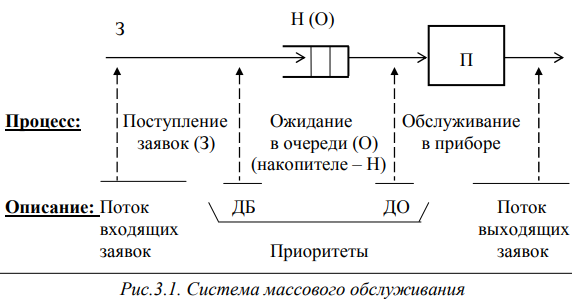 З
Н (О)
П
Процесс:
Поступление
заявок (З)
Ожидание
в очереди (О)
(накопителе – Н)
Обслуживание
в приборе
Описание:
Поток
входящих
заявок
ДБ
ДО
Приоритеты
Поток
выходящих
заявок
Рис.3.1. Система массового обслуживания